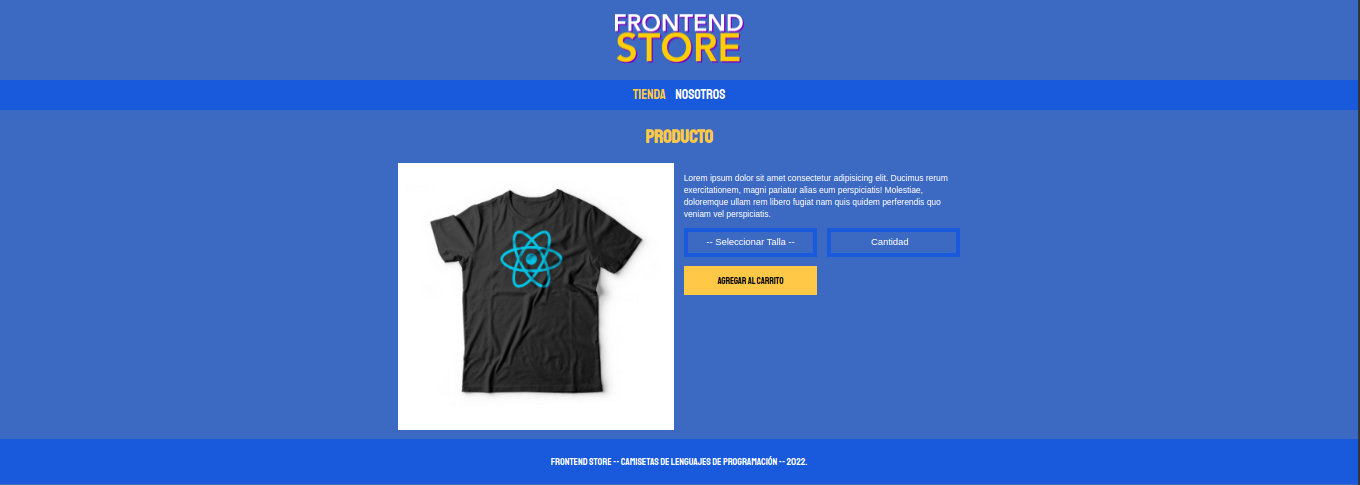 FRONTEND
STORE
TIENDA NOSOTROS
PRODUCTO
Lorem ipsum dolor sit amet consectetur adipisicing elit. Ducimus rerum
exercitationem, magni pariatur alias eum perspiciatis! Molestiae,
doloremque ullam rem libero fugiat nam quis quidem perferendis quo
veniam vel perspiciatis.
-- Seleccionar Talla -- Cantidad
AGREGAR AL CARRITO
FRONTEND STORE -- CAMISETAS DE LENGUAJES DE PROGRAMACIÓN -- 2022.